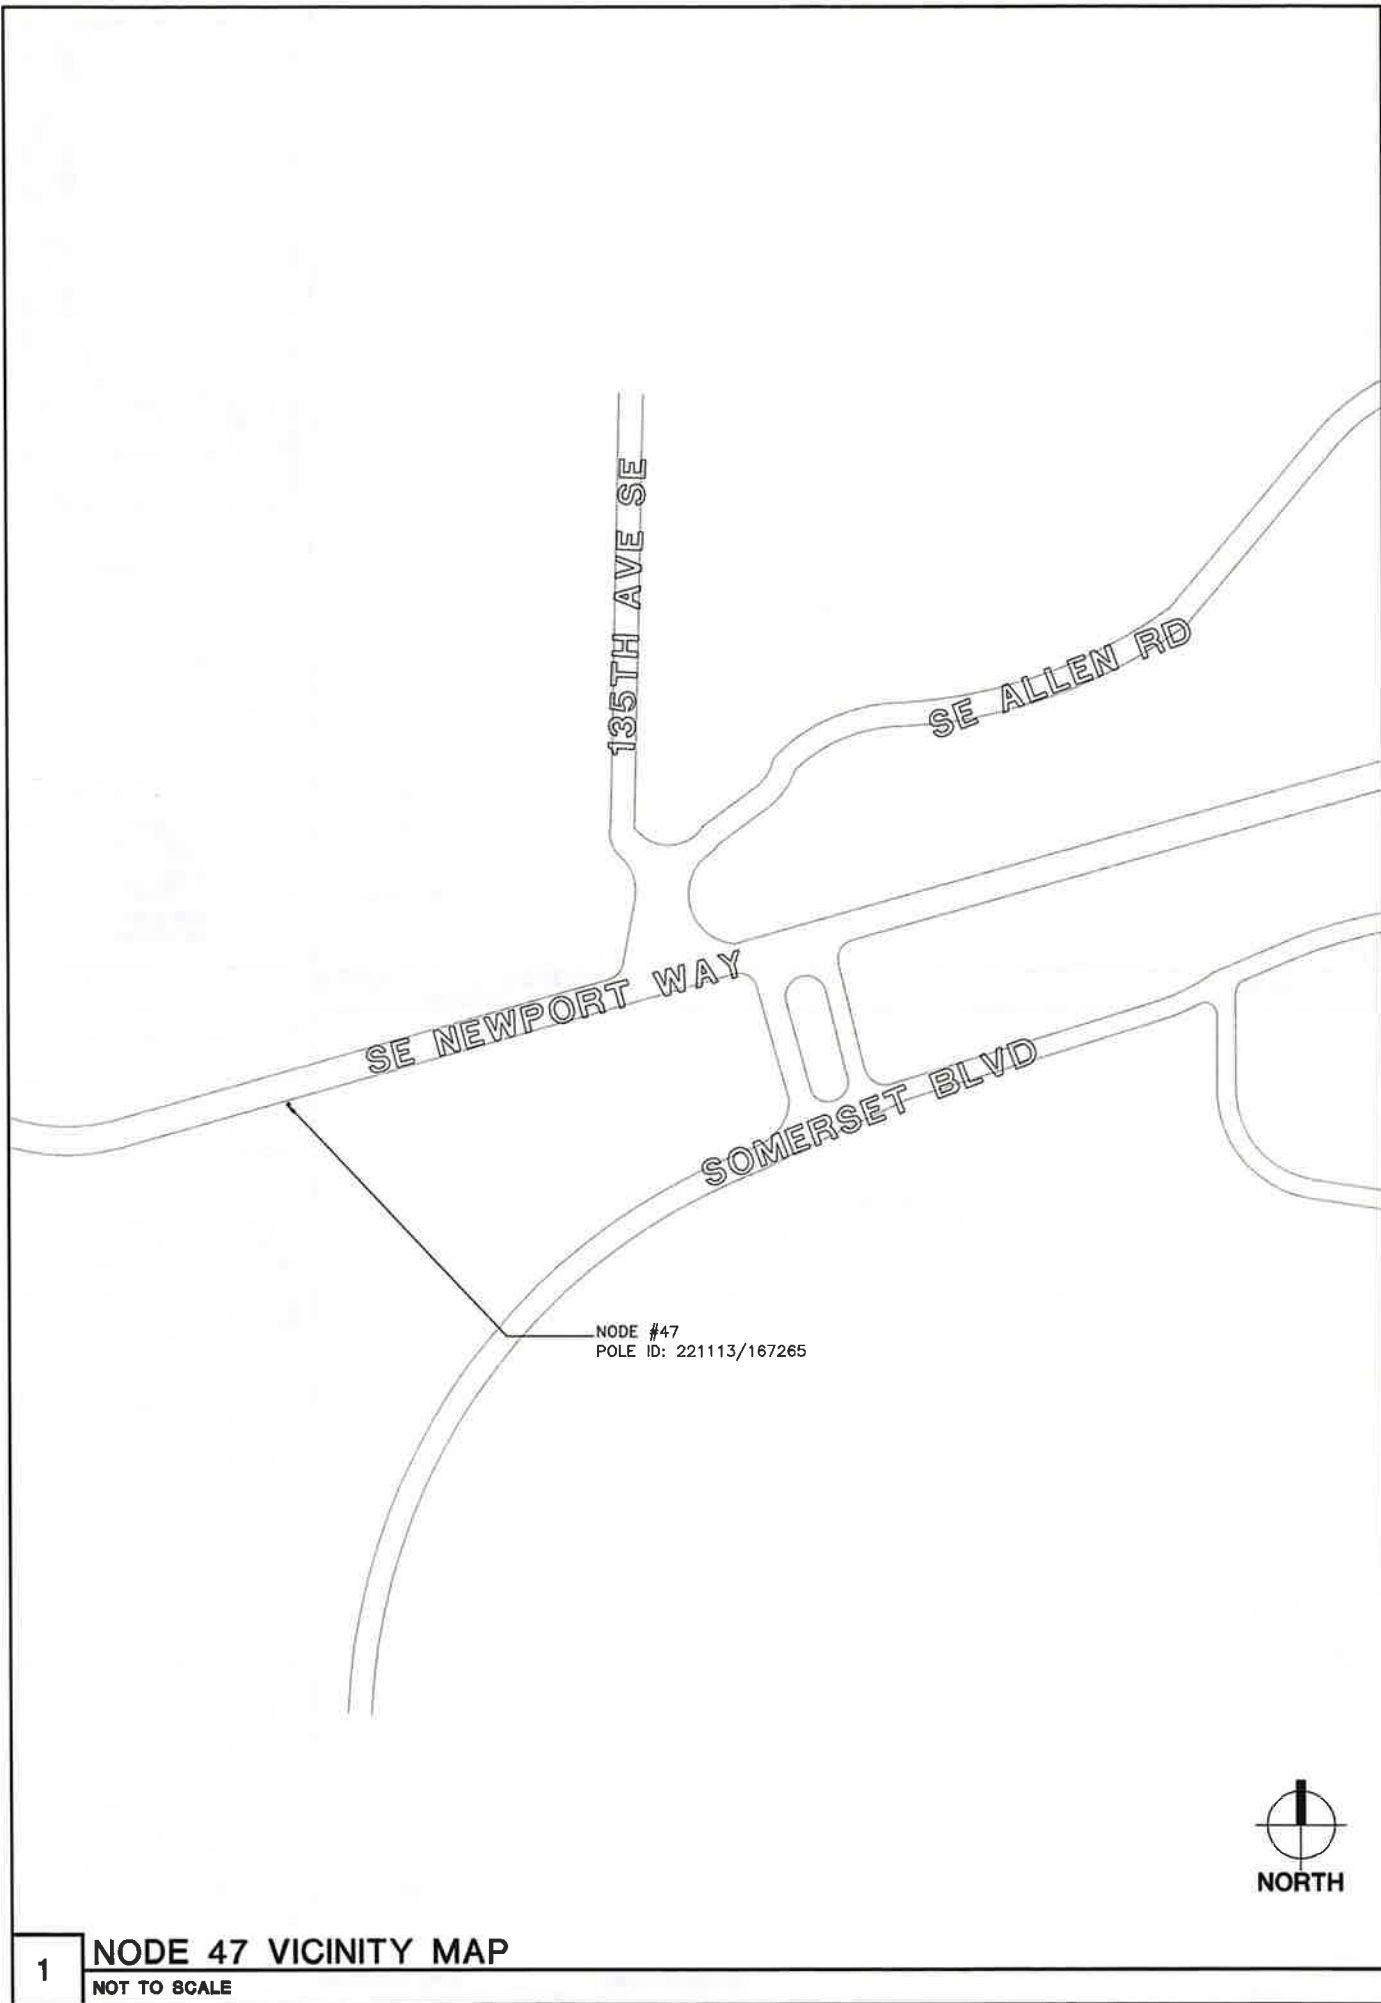 135TH AVE SE
SE ALLEN RD
SE NEWPORT WAY
SOMERSET BLVD
NODE #47
POLE ID: 221113/167265
NORTH
1
NODE 47 VICINITY MAP
NOT TO SCALE